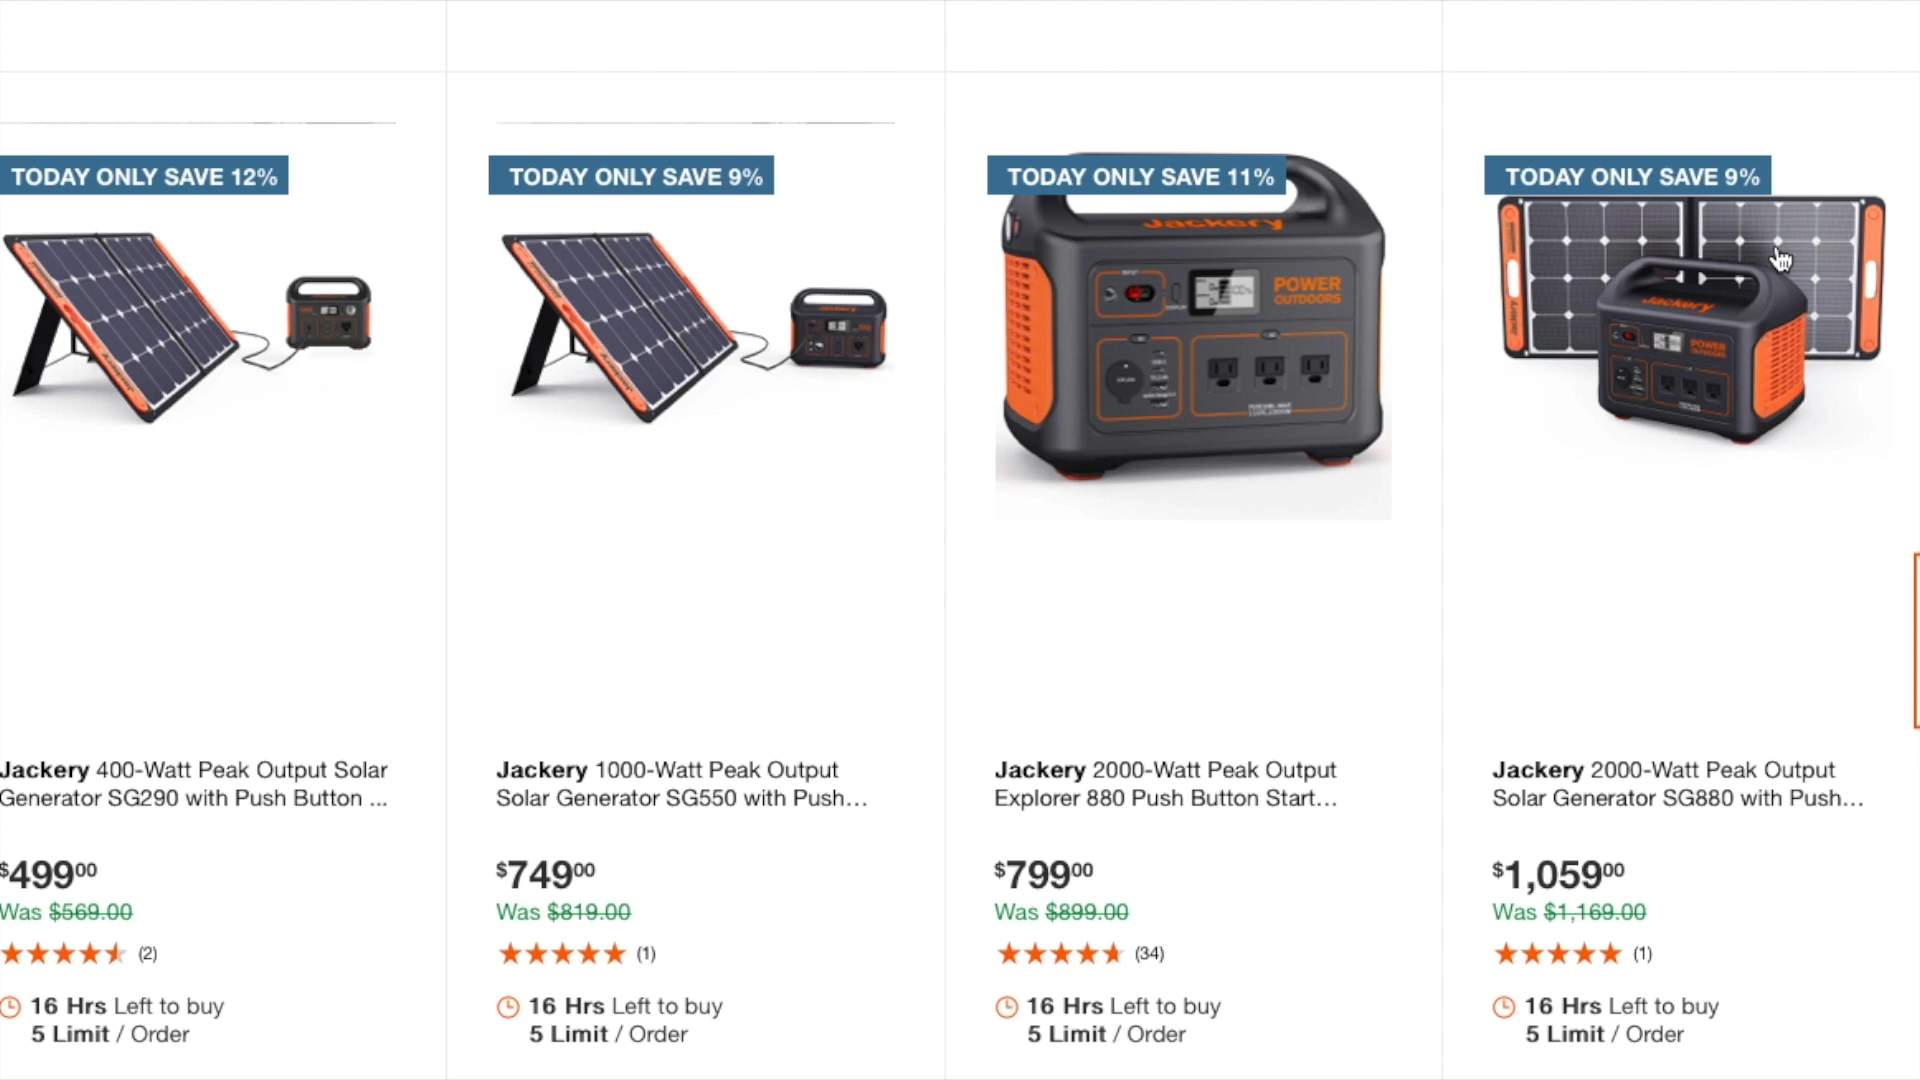 TODAY ONLY SAVE 12%
Jackery 400-Watt Peak Output Solar
Generator SG290 with Push Button ...
$49900
Was $569.00
(2)
16 Hrs Left to buy
5 Limit / Order
TODAY ONLY SAVE 9%
Jackery 1000-Watt Peak Output
Solar Generator SG550 with Push...
$74900
Was $819.00
(1)
16 Hrs Left to buy
5 Limit / Order
TODAY ONLY SAVE 11%
Jackery
POWER
OUTDOORS
Jackery 2000-Watt Peak Output
Explorer 880 Push Button Start...
$79900
Was $899.00
(34)
16 Hrs Left to buy
5 Limit / Order
TODAY ONLY SAVE 9%
Jackery
POWER
OUTDOORS
Jackery 2000-Watt Peak Output
Solar Generator SG880 with Push...
$1,05900
Was $1,169.00
(1)
16 Hrs Left to buy
5 Limit / Order